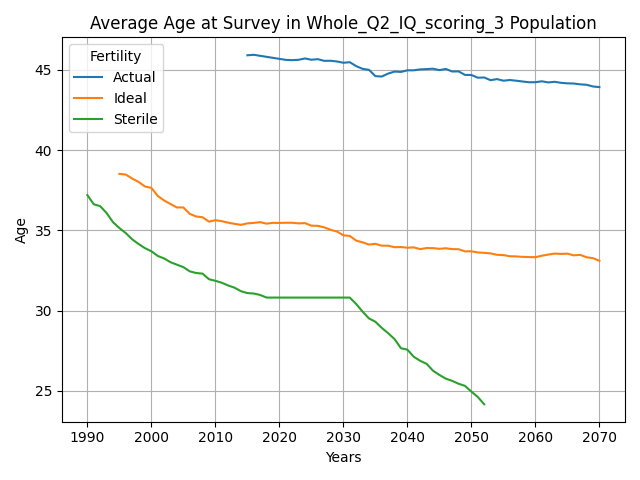 Average Age at Survey in Whole_Q2_IQ_scoring_3 Population
Fertility
Actual
Ideal
Sterile
45
40
35
30
25
Age
1990 2000 2010 2020 2030 2040 2050 2060 2070
Years